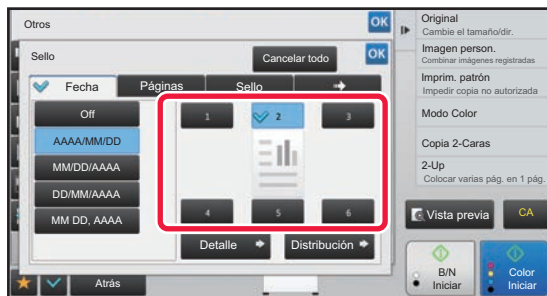 Otros
OK
Sello
Cancelar todo
OK
Fecha
Páginas
Sello
Off
AAAA/MM/DD
MM/DD/AAAA
DD/MM/AAAA
MM DD, AAAA
1
2
3
4
5
6
Detalle
Distribución
Atrás
Original
Cambie el tamaño/dir.
Imagen person.
Combinar imágenes registradas
Imprim. patrón
Impedir copia no autorizada
Modo Color
Copia 2-Caras
2-Up
Colocar varias pág. en 1 pág.
Vista previa
CA
B/N
Iniciar
Color
Iniciar